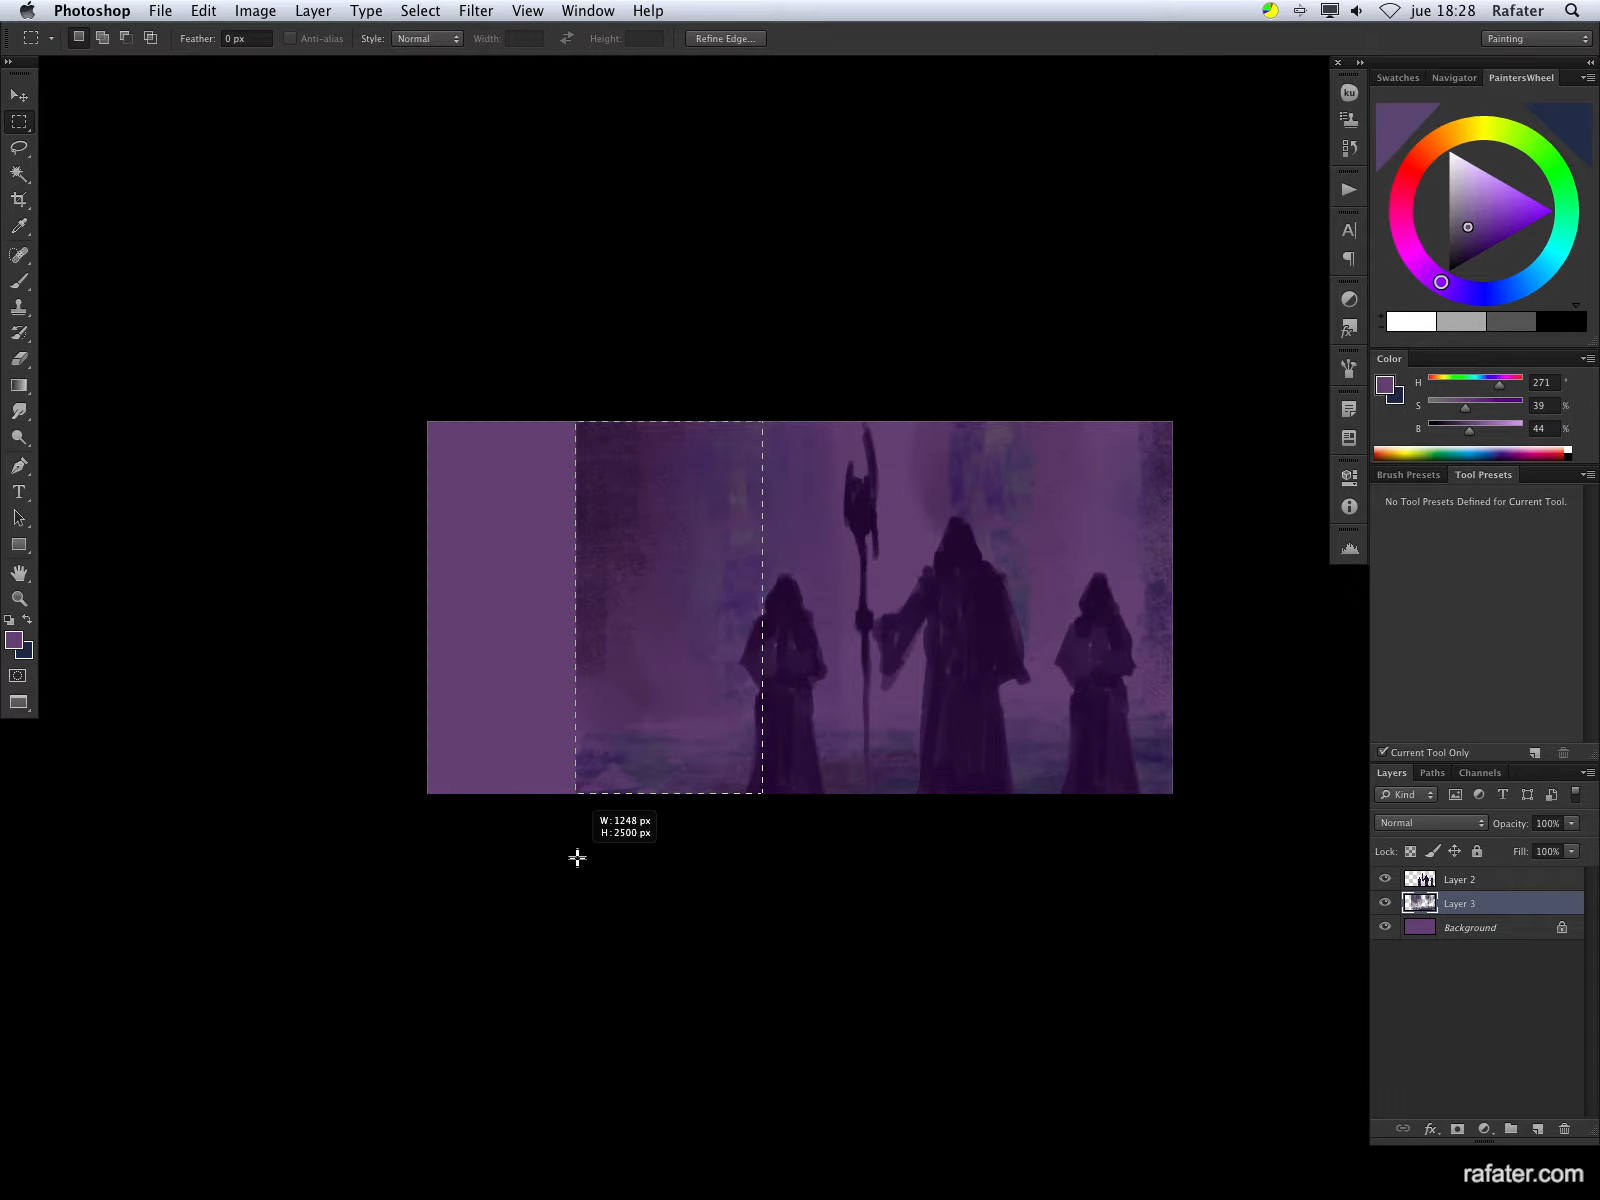 Photoshop File Edit Image Layer Type Select Filter View Window Help jue 18:28 Rafater
Feather: 0 px Anti-alias Style: Normal Width: Height: Refine Edge... Painting
Swatches Navigator PaintersWheel
ku
A|
Color
H 271 °
S 39 %
B 44 %
Brush Presets Tool Presets
No Tool Presets Defined for Current Tool.
Current Tool Only
Layers Paths Channels
Kind
Normal Opacity: 100%
Lock: Fill: 100%
Layer 2
Layer 3
Background
fx
W: 1248 px
H: 2500 px
rafater.com